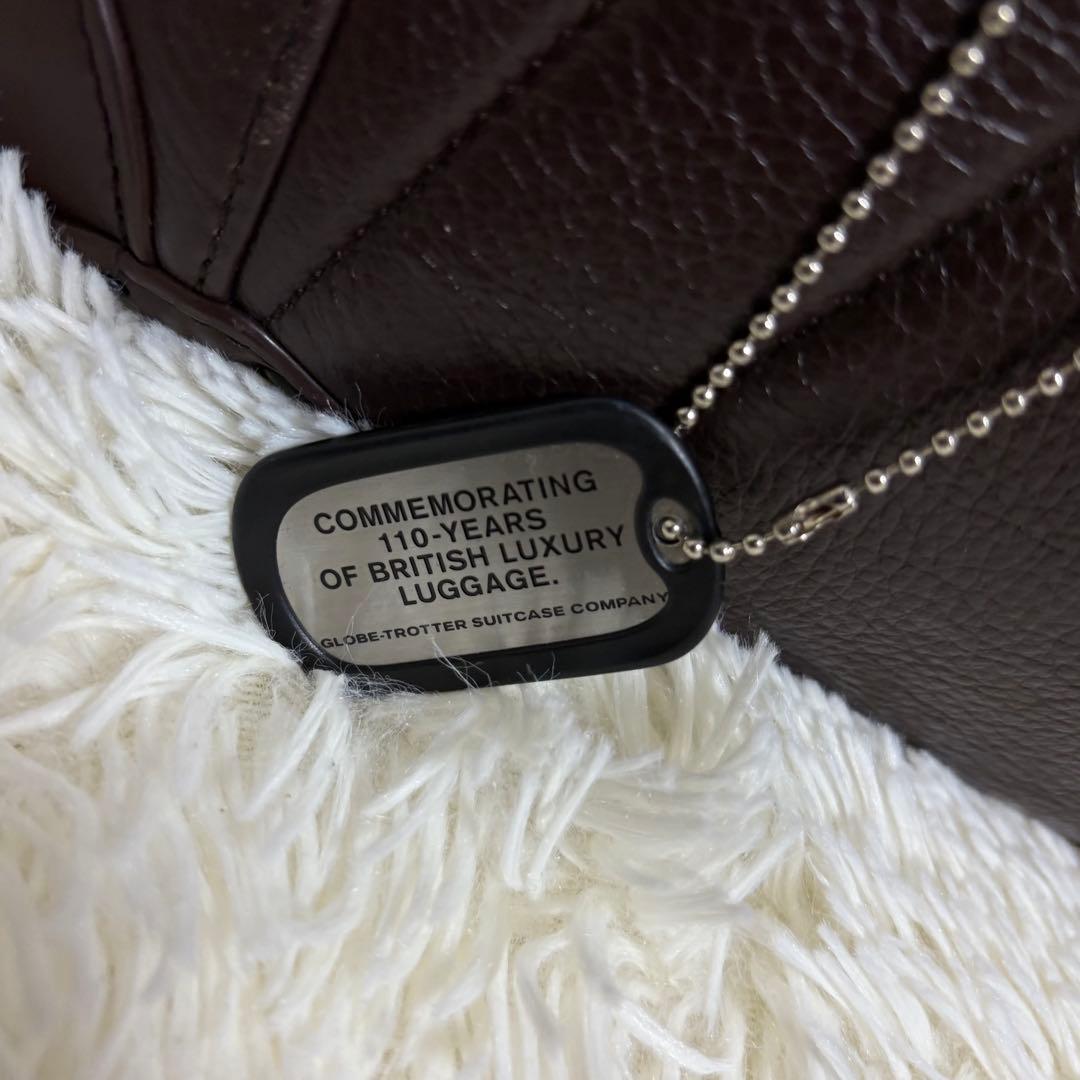 COMMEMORATING
110-YEARS
OF BRITISH LUXURY
LUGGAGE.
GLOBE-TROTTER SUITCASE COMPANY